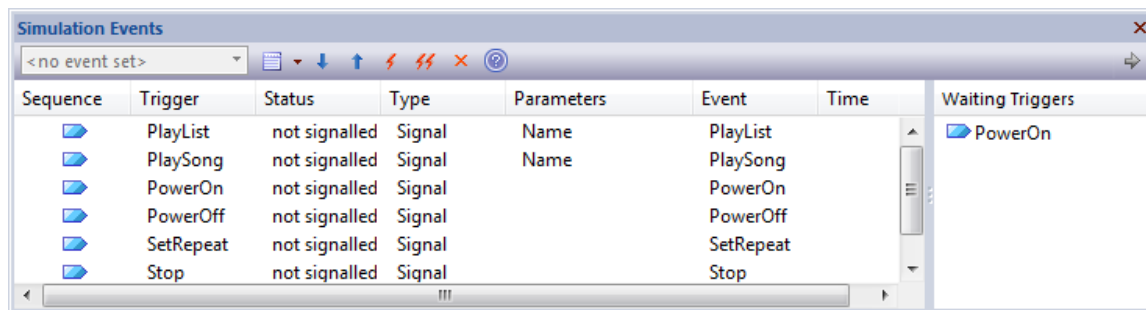 Simulation Events
<no event set>
Sequence Trigger Status Type Parameters Event Time Waiting Triggers
PlayList not signalled Signal Name PlayList PowerOn
PlaySong not signalled Signal Name PlaySong
PowerOn not signalled Signal PowerOn
PowerOff not signalled Signal PowerOff
SetRepeat not signalled Signal SetRepeat
Stop not signalled Signal Stop